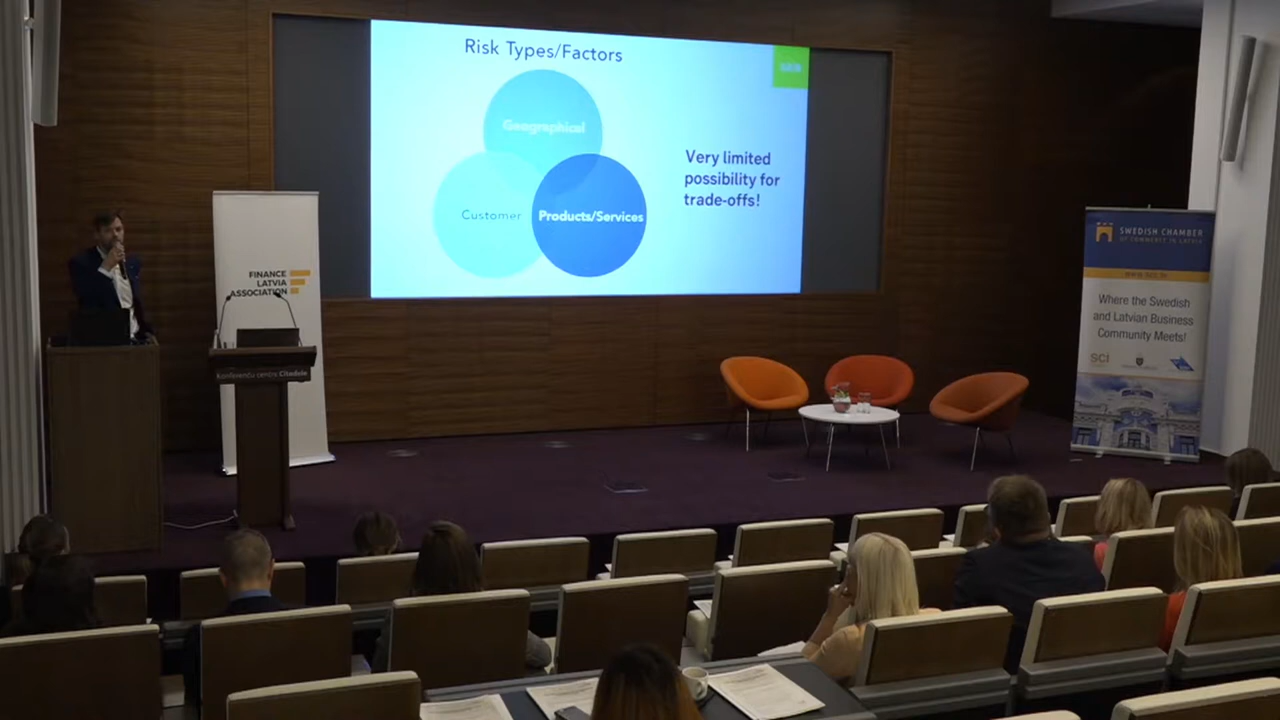 Risk Types/Factors
SEB
Geographical
Customer
Products/Services
Very limited
possibility for
trade-offs!
FINANCE
LATVIA
ASSOCIATION
Konferenču centrs Citadele
SWEDISH CHAMBER
OF COMMERCE IN LATVIA
Where the Swedish
and Latvian Business
Community Meets!
SCI